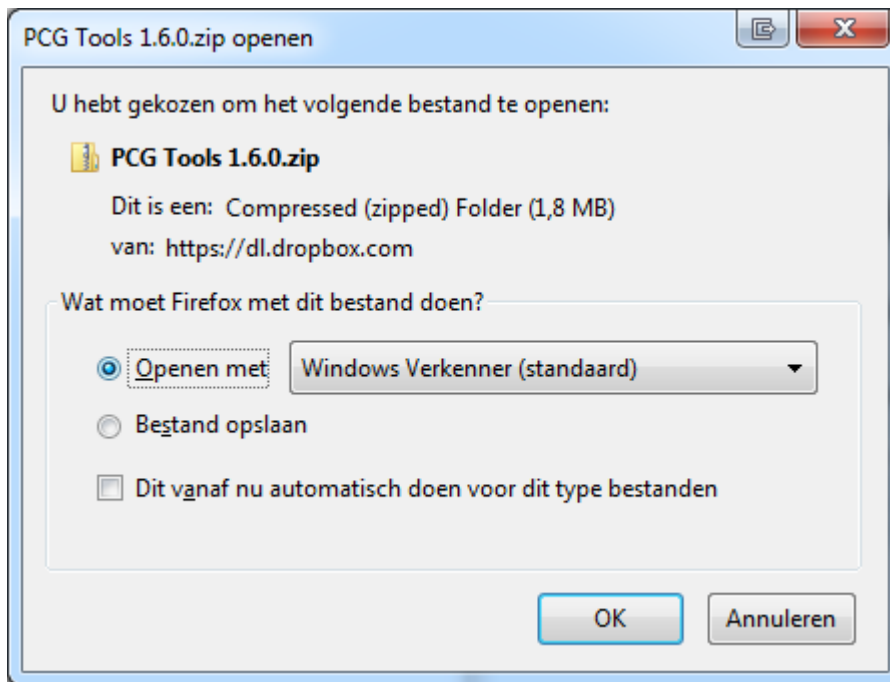 PCG Tools 1.6.0.zip openen
U hebt gekozen om het volgende bestand te openen:
PCG Tools 1.6.0.zip
Dit is een: Compressed (zipped) Folder (1,8 MB)
van: https://dl.dropbox.com
Wat moet Firefox met dit bestand doen?
Openen met Windows Verkenner (standaard)
Bestand opslaan
Dit vanaf nu automatisch doen voor dit type bestanden
OK Annuleren